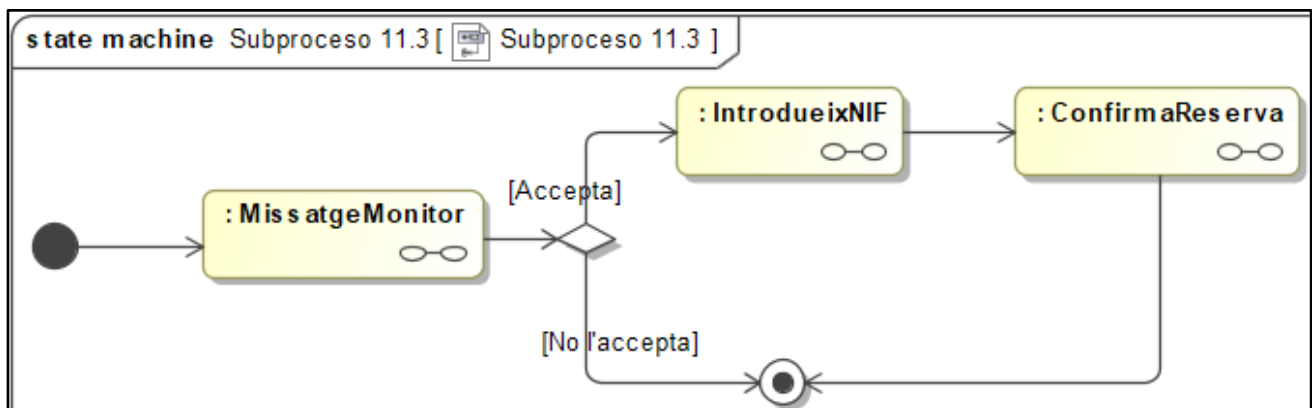 state machine Subproceso 11.3 [ Subproceso 11.3 ]
: IntrodueixNIF
: ConfirmaReserva
[Accepta]
: MissatgeMonitor
[No l'accepta]